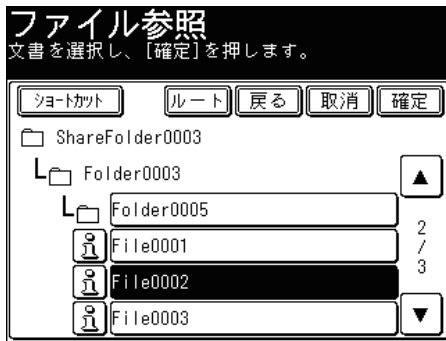 ファイル参照
文書を選択し、[確定]を押します。
ｼｮｰﾄｶｯﾄ ルート 戻る 取消 確定
ShareFolder0003
Folder0003
▲
Folder0005
2
File0001
/
3
File0002
File0003
▼